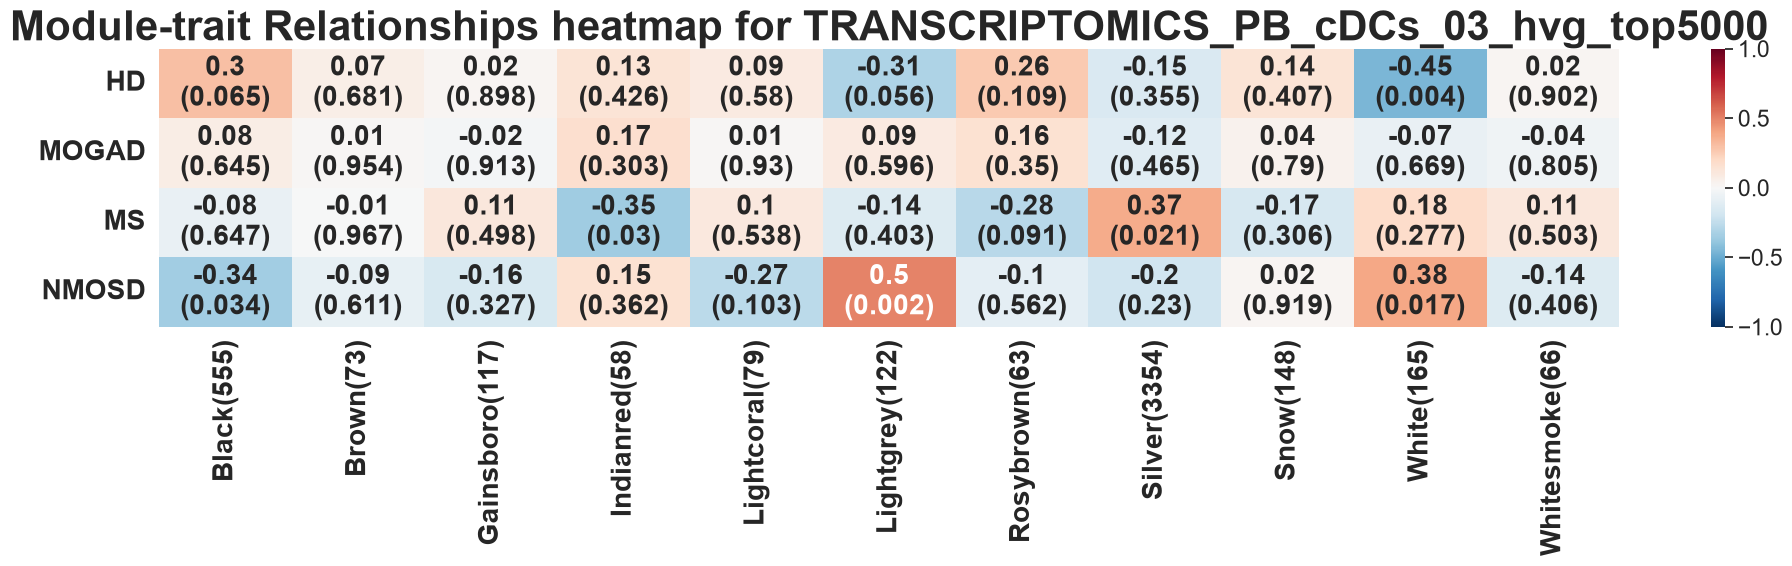 Module-trait Relationships heatmap for TRANSCRIPTOMICS_PB_cDCs_03_hvg_top5000
HD 0.3 0.07 0.02 0.13 0.09 -0.31 0.26 -0.15 0.14 -0.45 0.02
(0.065) (0.681) (0.898) (0.426) (0.58) (0.056) (0.109) (0.355) (0.407) (0.004) (0.902)
MOGAD 0.08 0.01 -0.02 0.17 0.01 0.09 0.16 -0.12 0.04 -0.07 -0.04
(0.645) (0.954) (0.913) (0.303) (0.93) (0.596) (0.35) (0.465) (0.79) (0.669) (0.805)
MS -0.08 -0.01 0.11 -0.35 0.1 -0.14 -0.28 0.37 -0.17 0.18 0.11
(0.647) (0.967) (0.498) (0.03) (0.538) (0.403) (0.091) (0.021) (0.306) (0.277) (0.503)
NMOSD -0.34 -0.09 -0.16 0.15 -0.27 0.5 -0.1 -0.2 0.02 0.38 -0.14
(0.034) (0.611) (0.327) (0.362) (0.103) (0.002) (0.562) (0.23) (0.919) (0.017) (0.406)
Black(555)
Brown(73)
Gainsboro(117)
Indianred(58)
Lightcoral(79)
Lightgrey(122)
Rosybrown(63)
Silver(3354)
Snow(148)
White(165)
Whitesmoke(66)
1.0
0.5
0.0
−0.5
−1.0